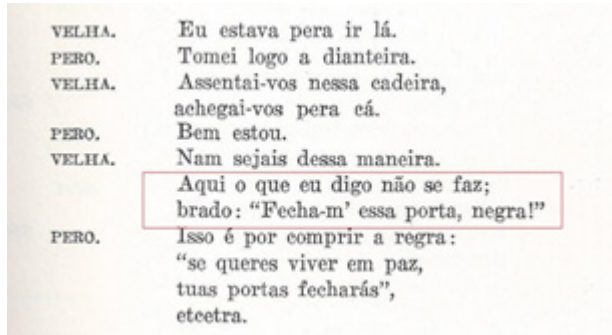 VELHA. Eu estava pera ir lá.
PERO. Tomei logo a dianteira.
VELHA. Assentai-vos nessa cadeira,
achegai-vos pera cá.
PERO. Bem estou.
VELHA. Nam sejais dessa maneira.
Aqui o que eu digo não se faz;
brado: “Fecha-m’ essa porta, negra!”
PERO. Isso é por comprir a regra:
“se queres viver em paz,
tuas portas fecharás”,
etcetra.